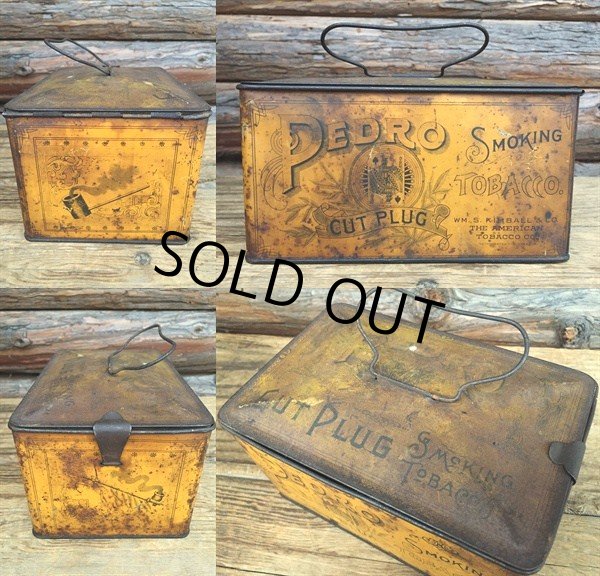 PEDRO
SMOKING
TOBACCO.
CUT PLUG
WM. S. KIMBALL & CO.
THE AMERICAN
TOBACCO CO.
SOLD OUT
CUT PLUG SMOKING
TOBACCO
PEDRO
SMOKING